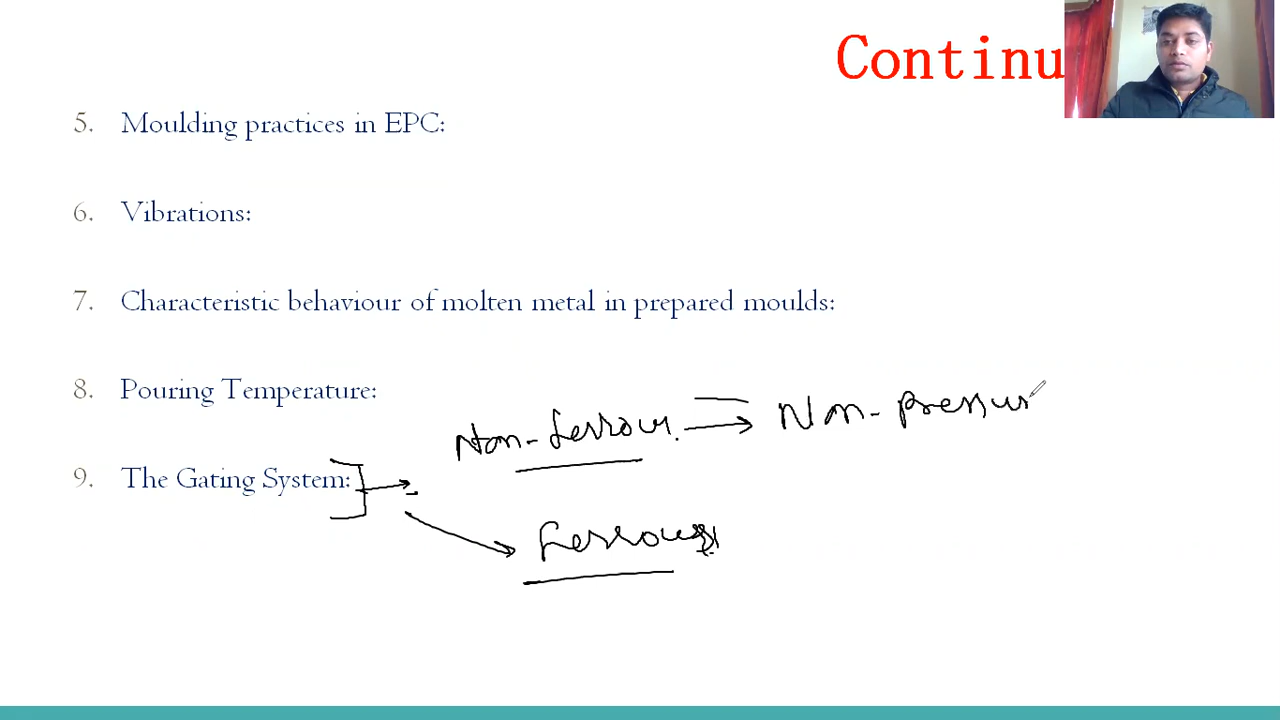 Continu
5. Moulding practices in EPC:
6. Vibrations:
7. Characteristic behaviour of molten metal in prepared moulds:
8. Pouring Temperature:
Non-ferrous. → Non-pressur
9. The Gating System:
ferrous